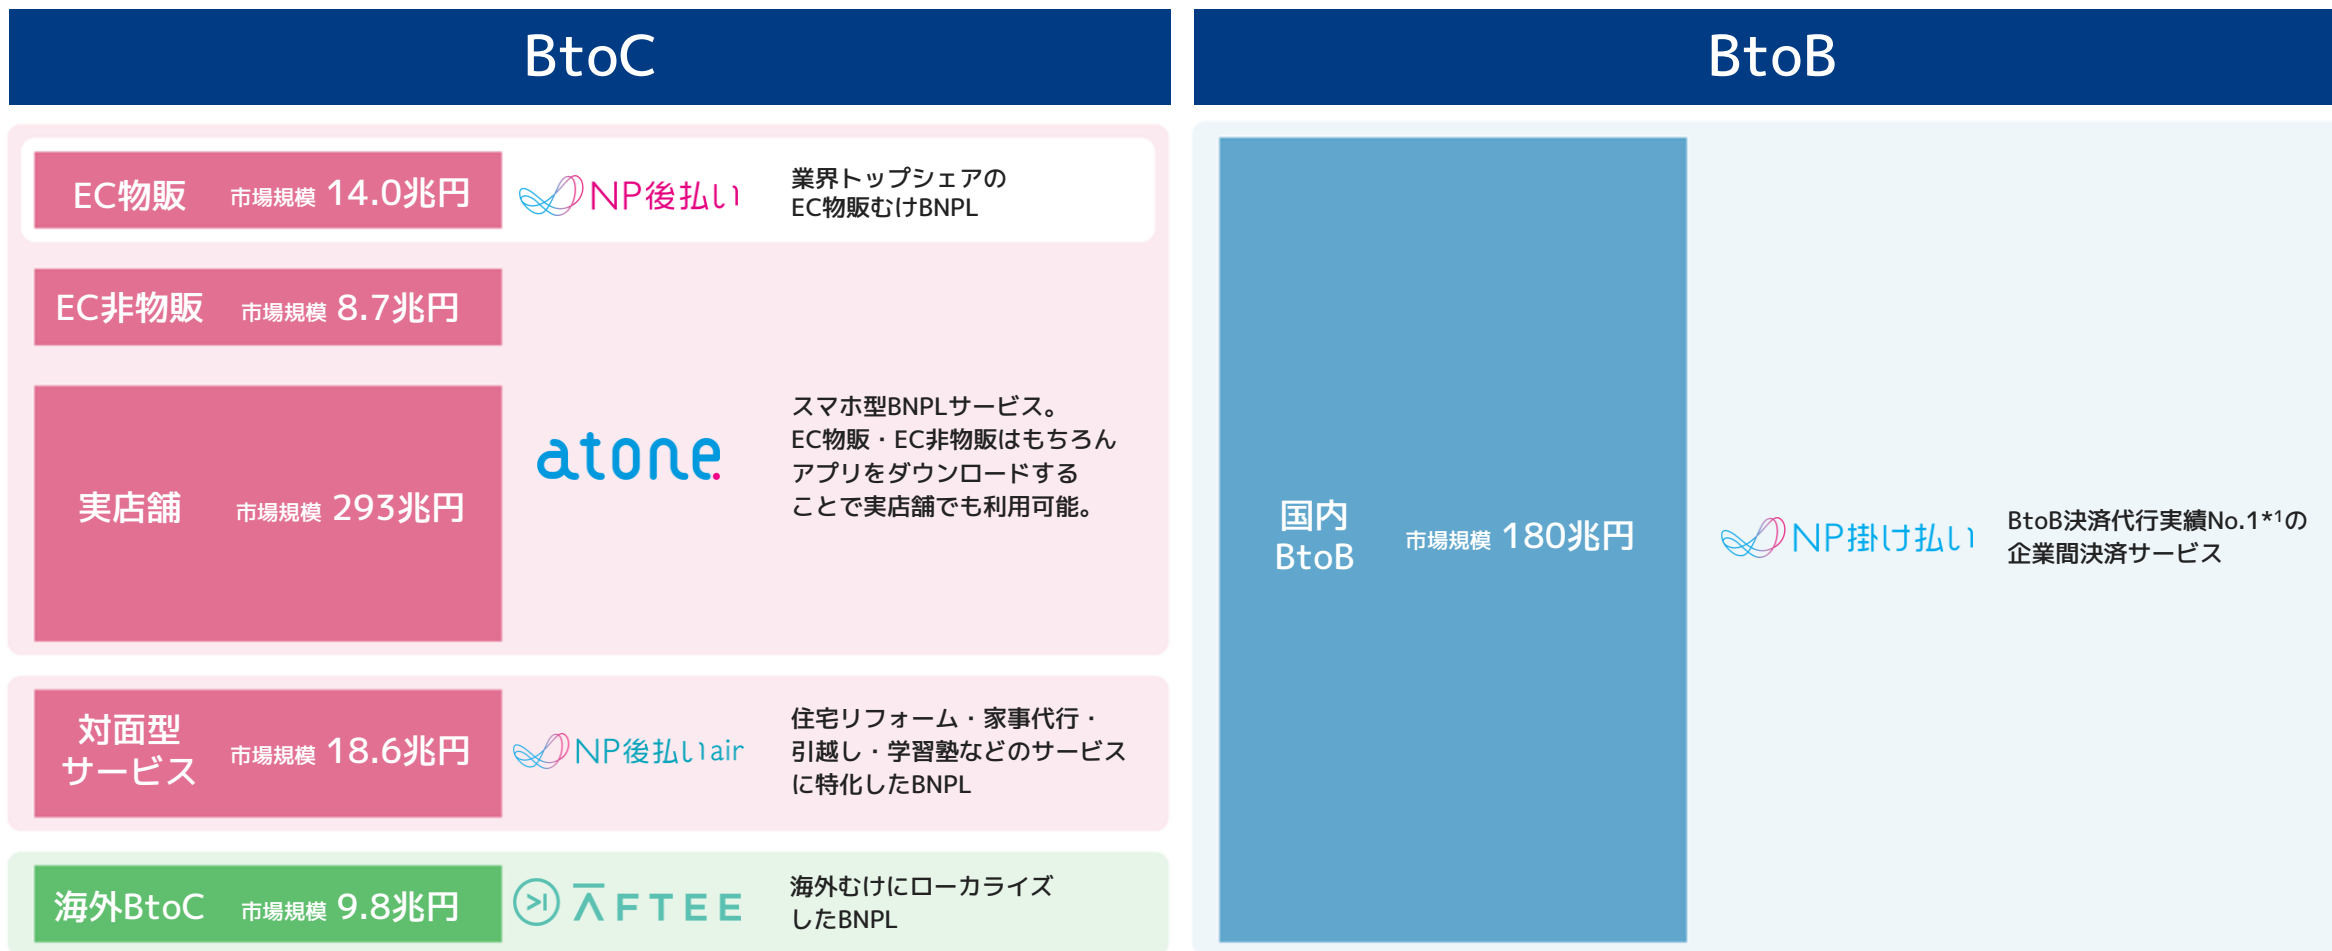 BtoC
EC物販 市場規模 14.0兆円
NP後払い
業界トップシェアの
EC物販むけBNPL
EC非物販 市場規模 8.7兆円
実店舗 市場規模 293兆円
atone.
スマホ型BNPLサービス。
EC物販・EC非物販はもちろん
アプリをダウンロードする
ことで実店舗でも利用可能。
対面型
サービス
市場規模 18.6兆円
NP後払いair
住宅リフォーム・家事代行・
引越し・学習塾などのサービス
に特化したBNPL
海外BtoC 市場規模 9.8兆円
AFTEE
海外むけにローカライズ
したBNPL
BtoB
国内
BtoB
市場規模 180兆円
NP掛け払い
BtoB決済代行実績No.1*1の
企業間決済サービス